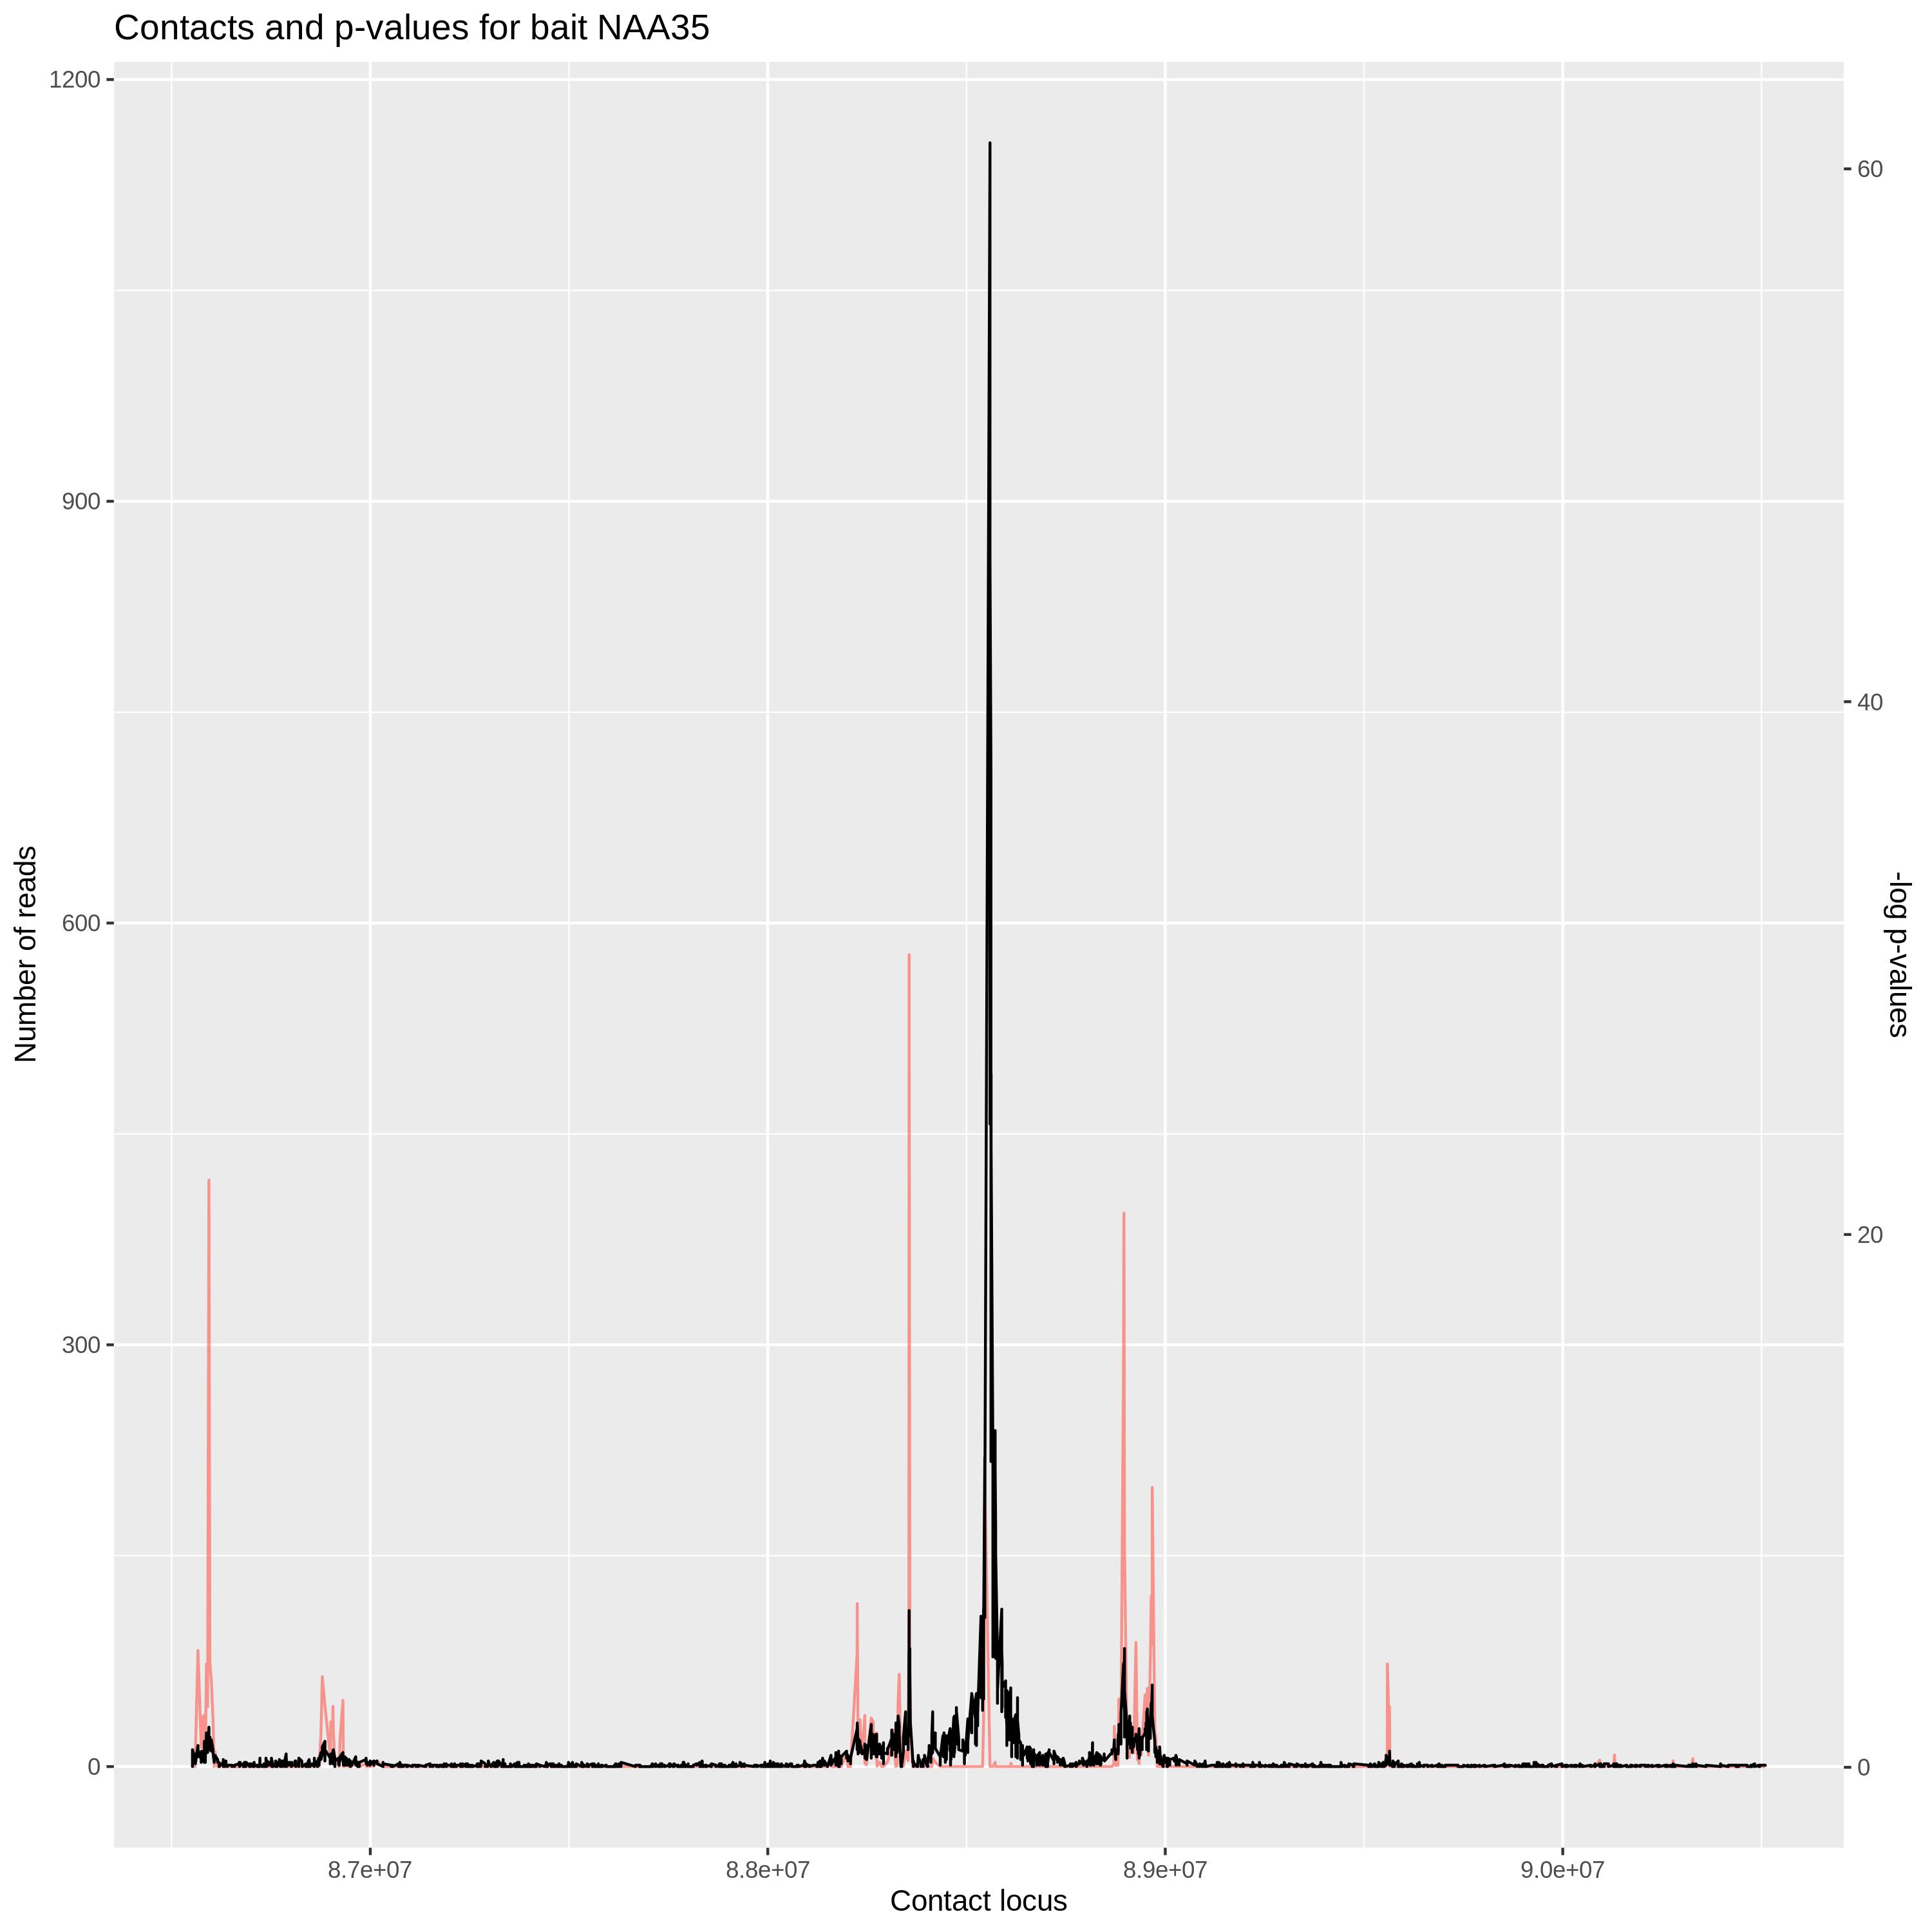 Contacts and p-values for bait NAA35
1200
900
600
300
0
Number of reads
60
40
20
0
-log p-values
8.7e+07 8.8e+07 8.9e+07 9.0e+07
Contact locus